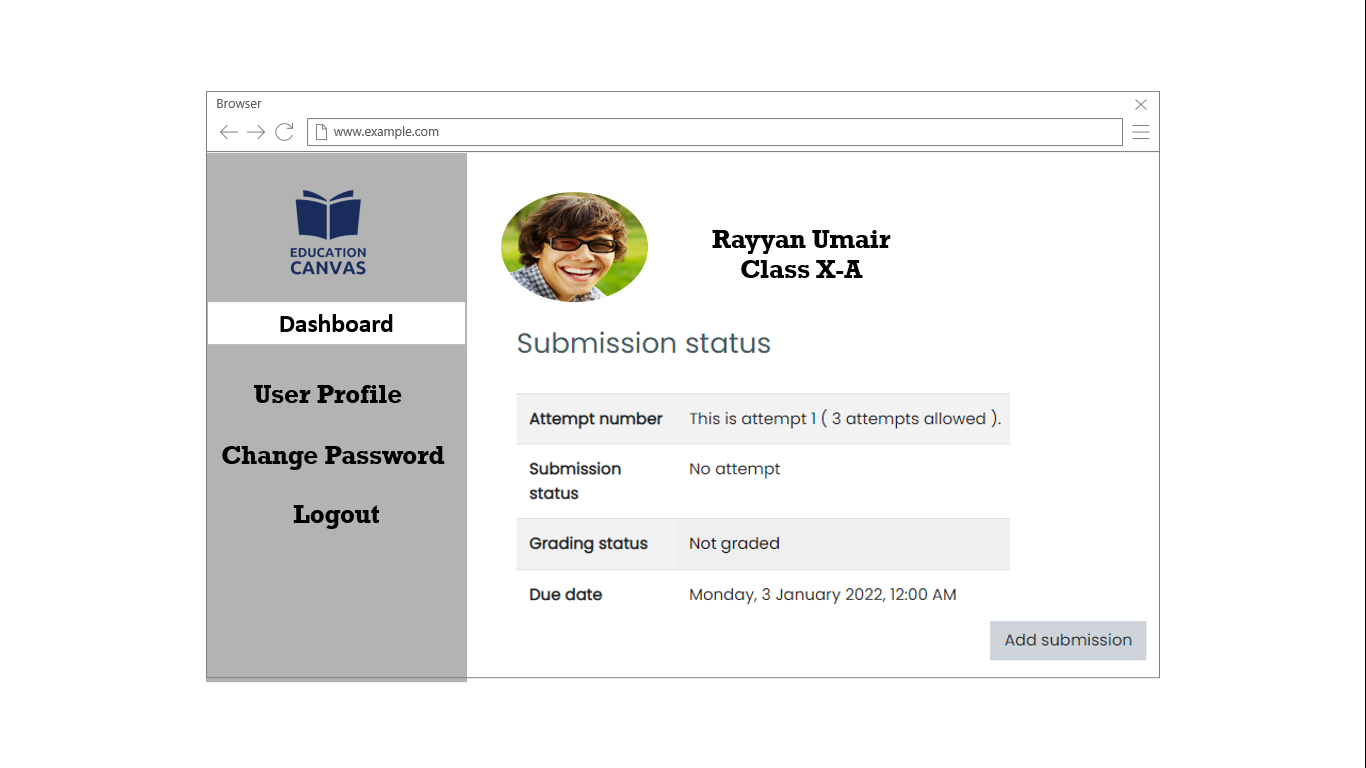 Browser
www.example.com
EDUCATION
CANVAS
Dashboard
User Profile
Change Password
Logout
Rayyan Umair
Class X-A
Submission status
Attempt number This is attempt 1 ( 3 attempts allowed ).
Submission status No attempt
Grading status Not graded
Due date Monday, 3 January 2022, 12:00 AM
Add submission